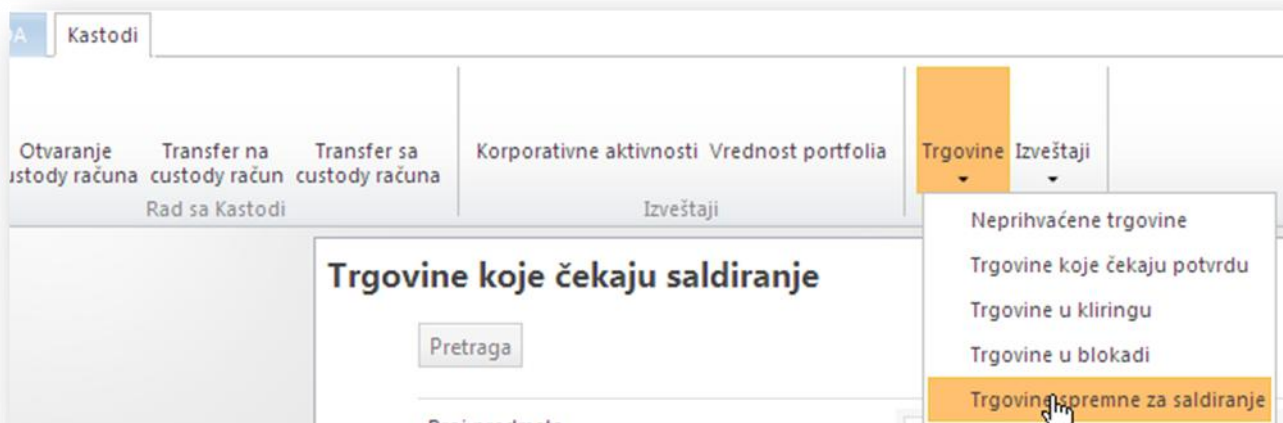 Kastodi
Otvaranje Transfer na Transfer sa
custody račun custody računa
Korporativne aktivnosti Vrednost portfolia
Trgovine Izveštaji
Rad sa Kastodi
Izveštaji
Neprihvaćene trgovine
Trgovine koje čekaju potvrdu
Trgovine u kliringu
Trgovine u blokadi
Trgovine spremne za saldiranje
Trgovine koje čekaju saldiranje
Pretraga